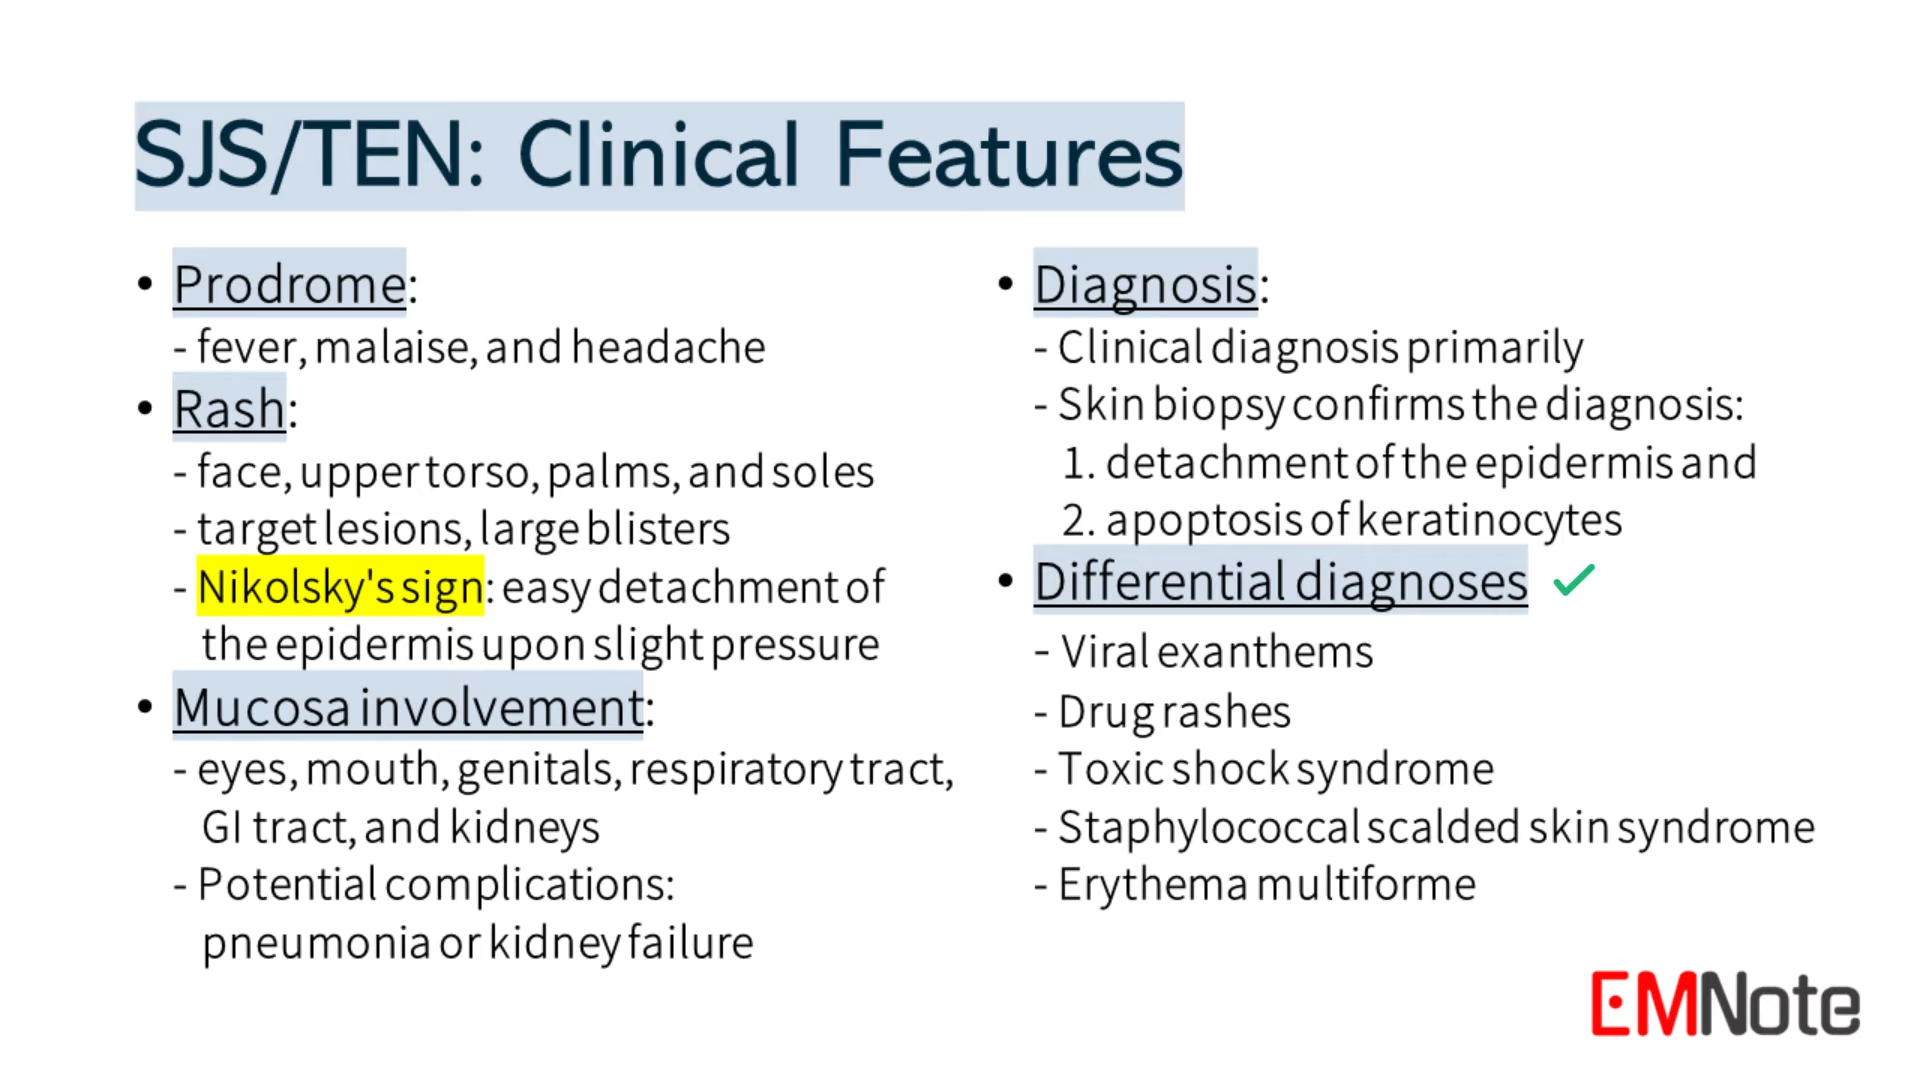 SJS/TEN: Clinical Features
• Prodrome:
- fever, malaise, and headache
• Rash:
- face, upper torso, palms, and soles
- target lesions, large blisters
- Nikolsky's sign: easy detachment of
the epidermis upon slight pressure
• Mucosa involvement:
- eyes, mouth, genitals, respiratory tract,
GI tract, and kidneys
- Potential complications:
pneumonia or kidney failure
• Diagnosis:
- Clinical diagnosis primarily
- Skin biopsy confirms the diagnosis:
1. detachment of the epidermis and
2. apoptosis of keratinocytes
• Differential diagnoses ✓
- Viral exanthems
- Drug rashes
- Toxic shock syndrome
- Staphylococcal scalded skin syndrome
- Erythema multiforme
EMNote